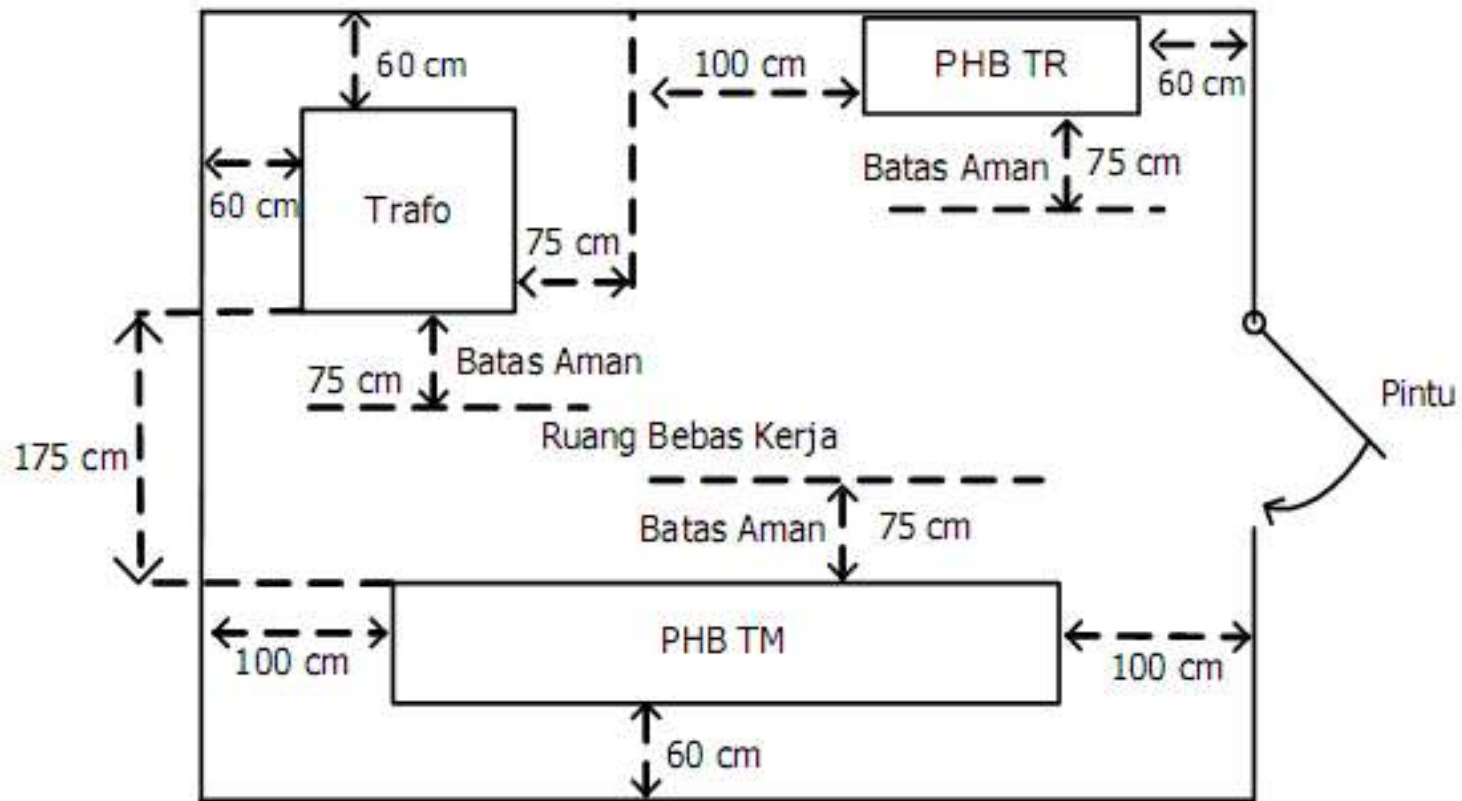 60 cm
100 cm
PHB TR
60 cm
Batas Aman
75 cm
60 cm
Trafo
75 cm
75 cm
Batas Aman
Pintu
Ruang Bebas Kerja
175 cm
Batas Aman
75 cm
PHB TM
100 cm
100 cm
60 cm